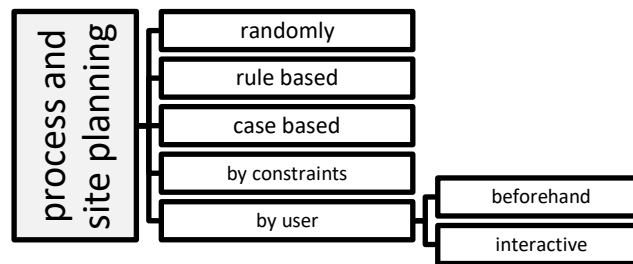 process and
site planning
randomly
rule based
case based
by constraints
by user
beforehand
interactive